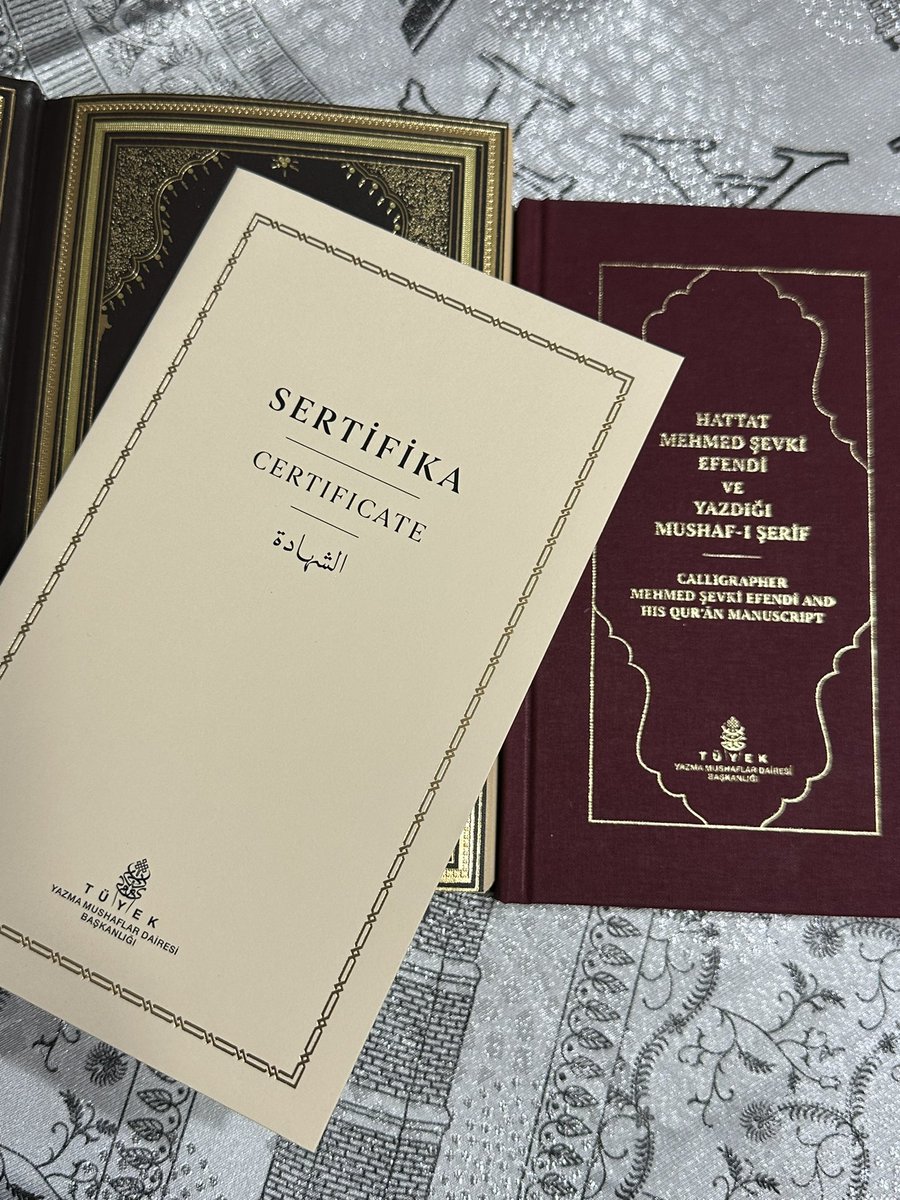 SERTİFİKA
CERTIFICATE
الشهادة
TÜYEK
YAZMA MUSHAFLAR DAİRESİ
BAŞKANLIĞI
HATTAT
MEHMED ŞEVKİ
EFENDİ
VE
YAZDIĞI
MUSHAF-I ŞERİF
CALLIGRAPHER
MEHMED ŞEVKİ EFENDİ AND
HIS QUR'ĀN MANUSCRIPT
TÜYEK
YAZMA MUSHAFLAR DAİRESİ
BAŞKANLIĞI